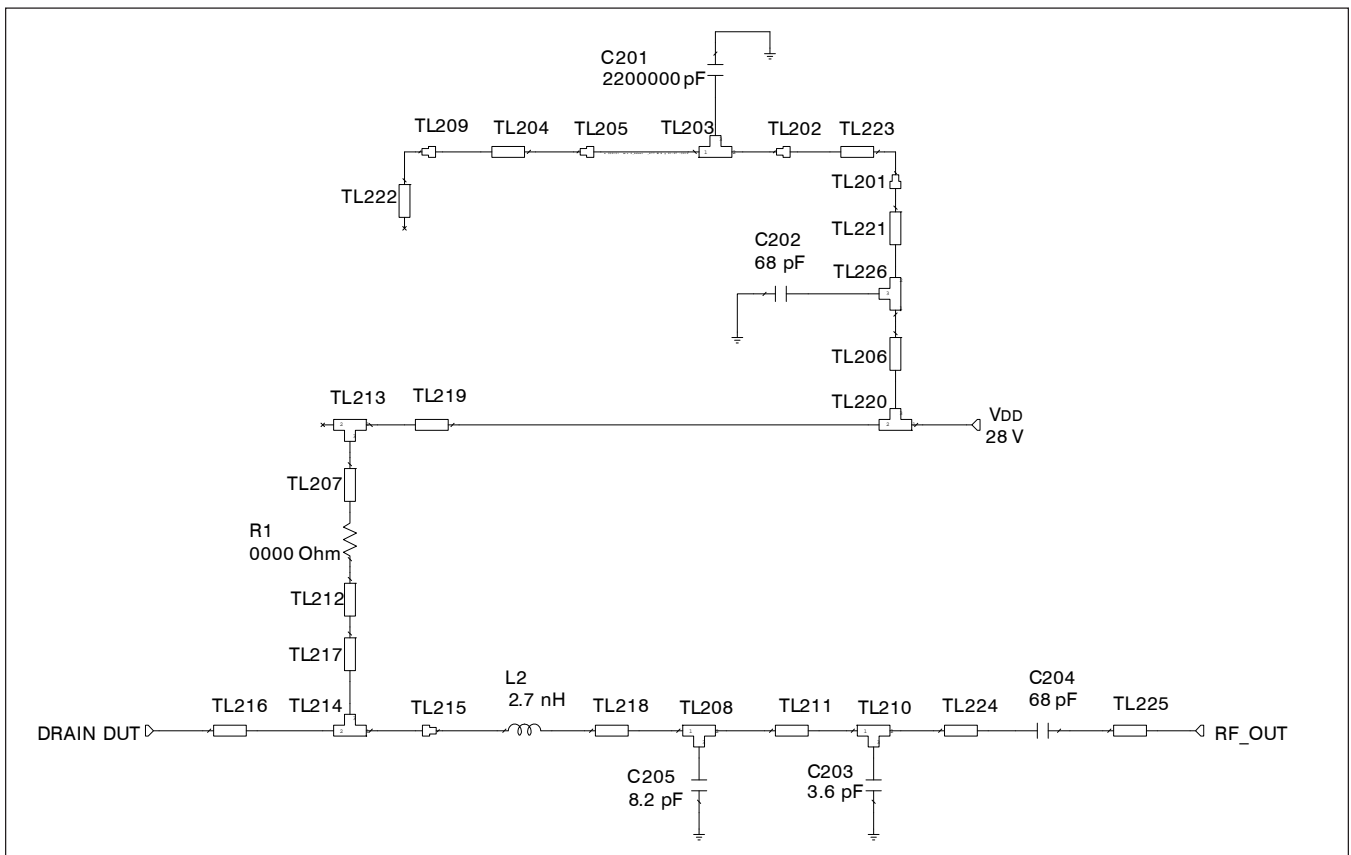 C201
2200000 pF
TL209 TL204 TL205 TL203 TL202 TL223
TL201
TL222
TL221
C202
68 pF
TL226
TL206
TL213 TL219 TL220
VDD
28 V
TL207
R1
0000 Ohm
TL212
TL217
L2
2.7 nH
C204
68 pF
TL216 TL214 TL215 TL218 TL208 TL211 TL210 TL224 TL225
DRAIN DUT RF_OUT
C205
8.2 pF
C203
3.6 pF